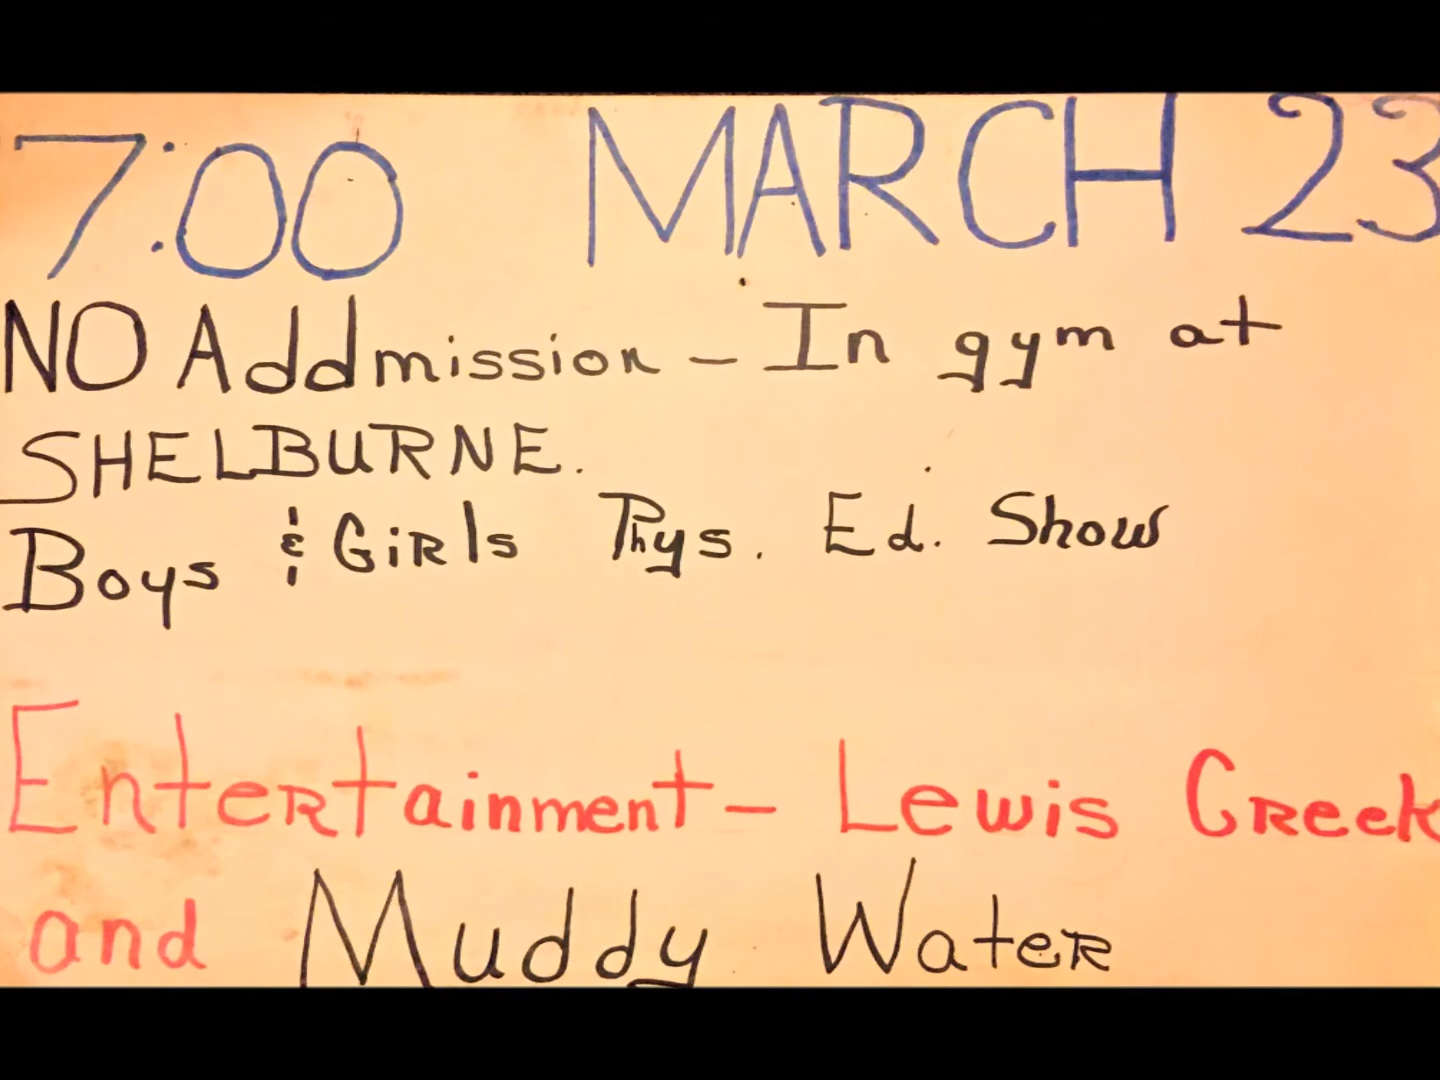 7:00 MARCH 23
NO Addmission - In gym at
SHELBURNE.
Boys & Girls Phys. Ed. Show
Entertainment - Lewis Creek
and Muddy Water